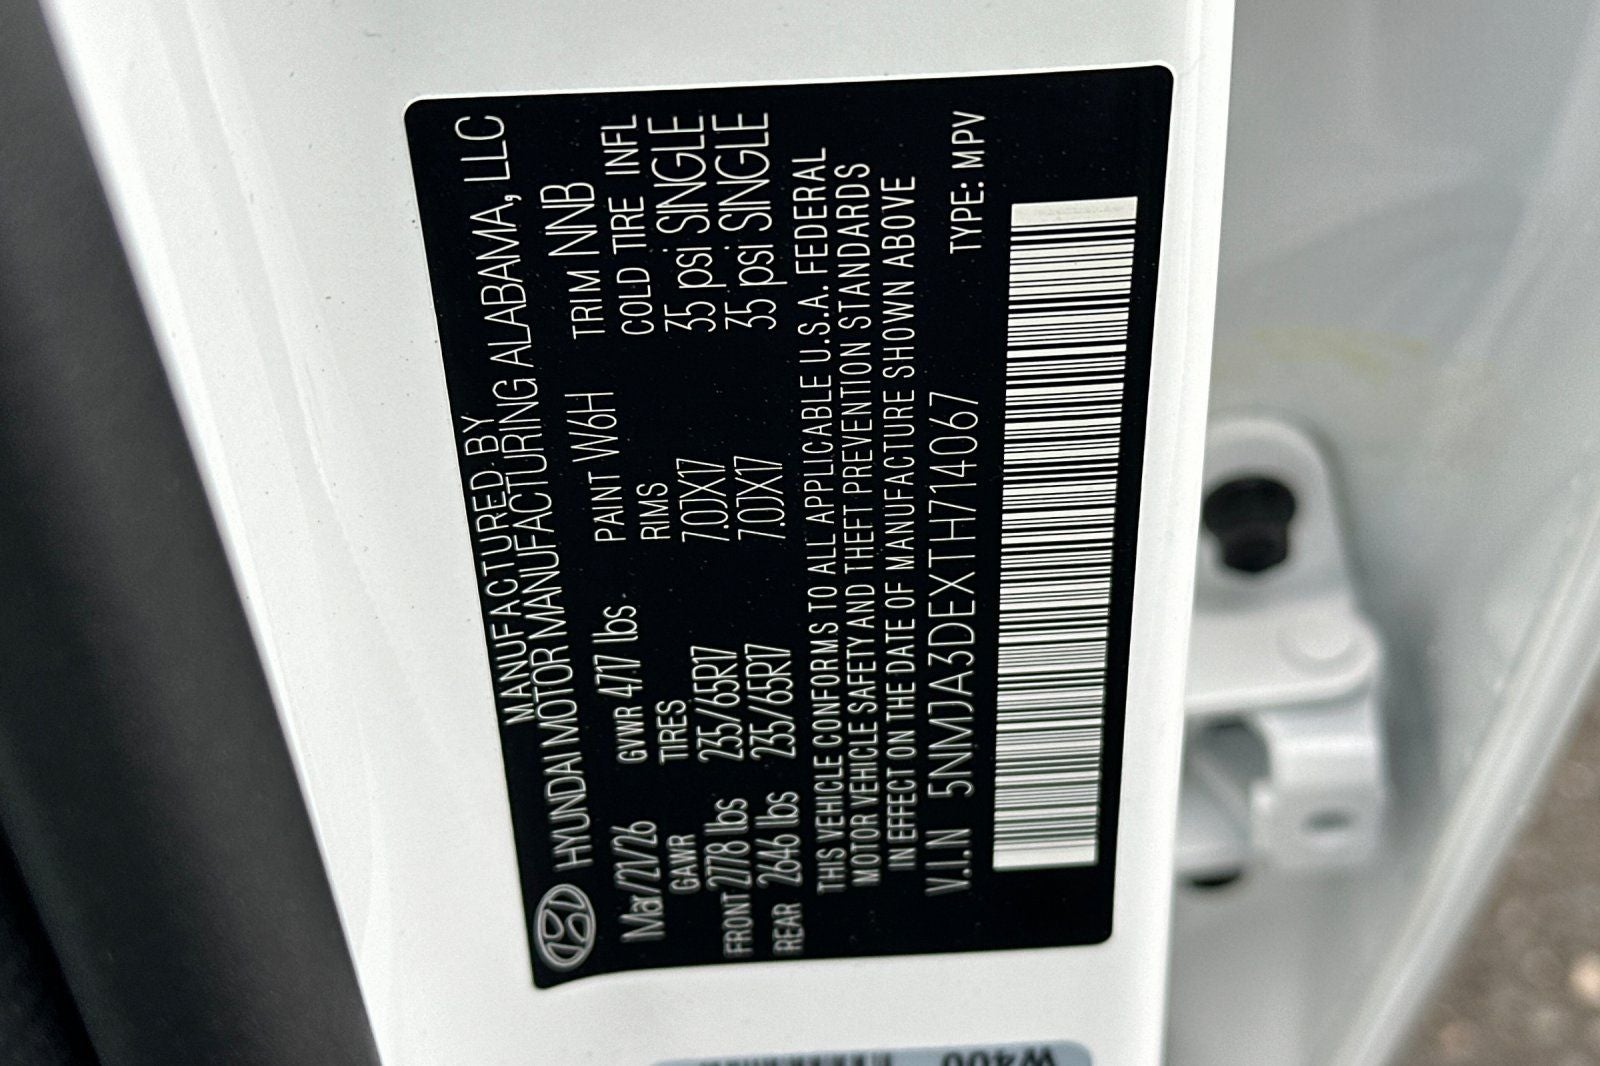 MANUFACTURED BY
HYUNDAI MOTOR MANUFACTURING ALABAMA, LLC
Mar/21/26 GVWR 4717 lbs PAINT W6H TRIM NNB
GAWR TIRES RIMS COLD TIRE INFL
FRONT 2778 lbs 235/65R17 7.0JX17 35 psi SINGLE
REAR 2646 lbs 235/65R17 7.0JX17 35 psi SINGLE
THIS VEHICLE CONFORMS TO ALL APPLICABLE U.S.A. FEDERAL
MOTOR VEHICLE SAFETY AND THEFT PREVENTION STANDARDS
IN EFFECT ON THE DATE OF MANUFACTURE SHOWN ABOVE
V.I.N 5NMJA3DEXTH714067 TYPE: MPV
W400